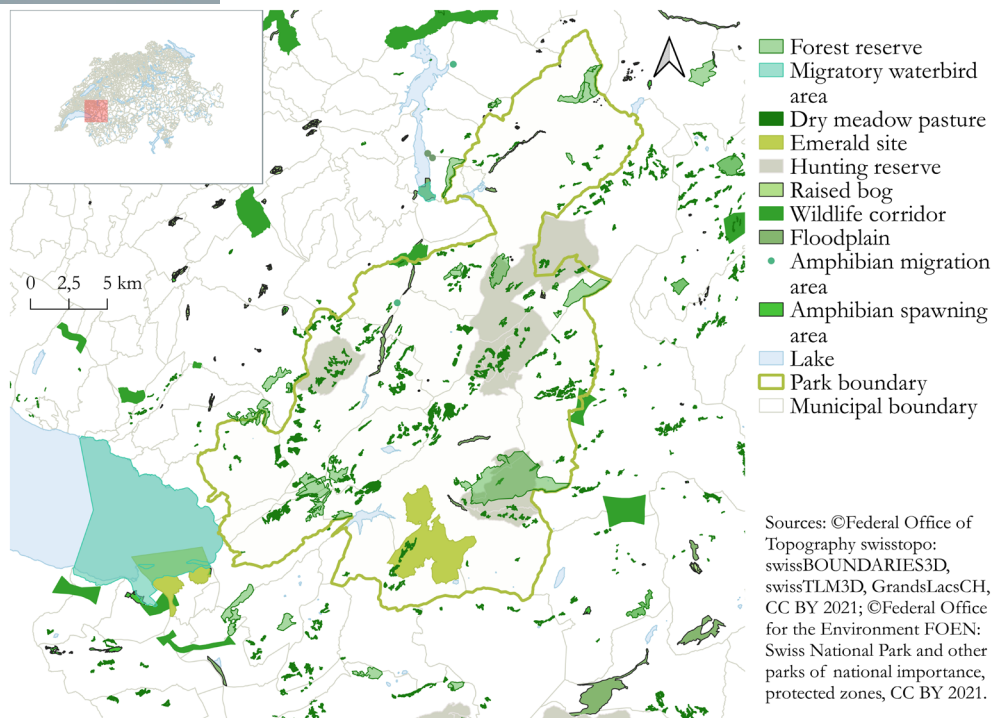 0 2,5 5 km
Forest reserve
Migratory waterbird
area
Dry meadow pasture
Emerald site
Hunting reserve
Raised bog
Wildlife corridor
Floodplain
Amphibian migration
area
Amphibian spawning
area
Lake
Park boundary
Municipal boundary
Sources: ©Federal Office of
Topography swisstopo:
swissBOUNDARIES3D,
swissTLM3D, GrandsLacsCH,
CC BY 2021; ©Federal Office
for the Environment FOEN:
Swiss National Park and other
parks of national importance,
protected zones, CC BY 2021.